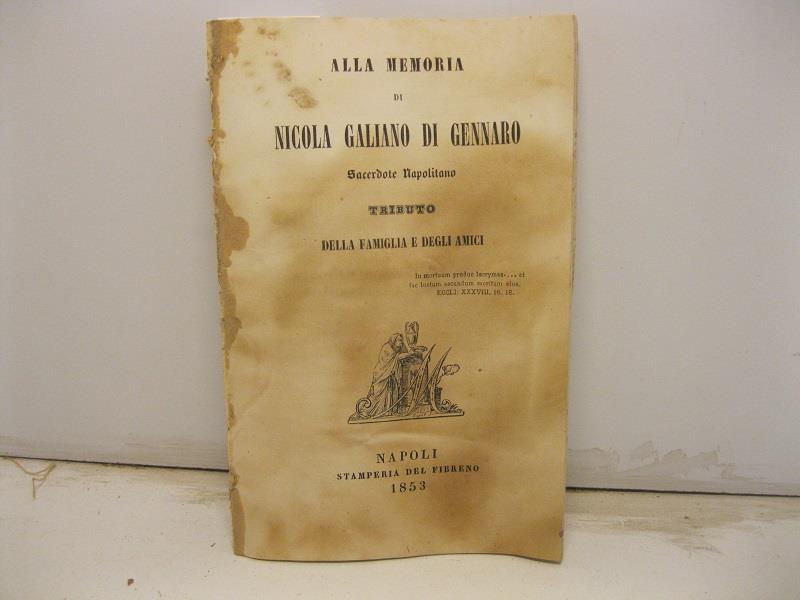 ALLA MEMORIA
DI
NICOLA GALIANO DI GENNARO
Sacerdote Napolitano
TRIBUTO
DELLA FAMIGLIA E DEGLI AMICI
In mortuum produc lacrymas.... et
fac luctum secundum meritum eius.
ECCLI: XXXVIII. 16. 18.
NAPOLI
STAMPERIA DEL FIBRENO
1853